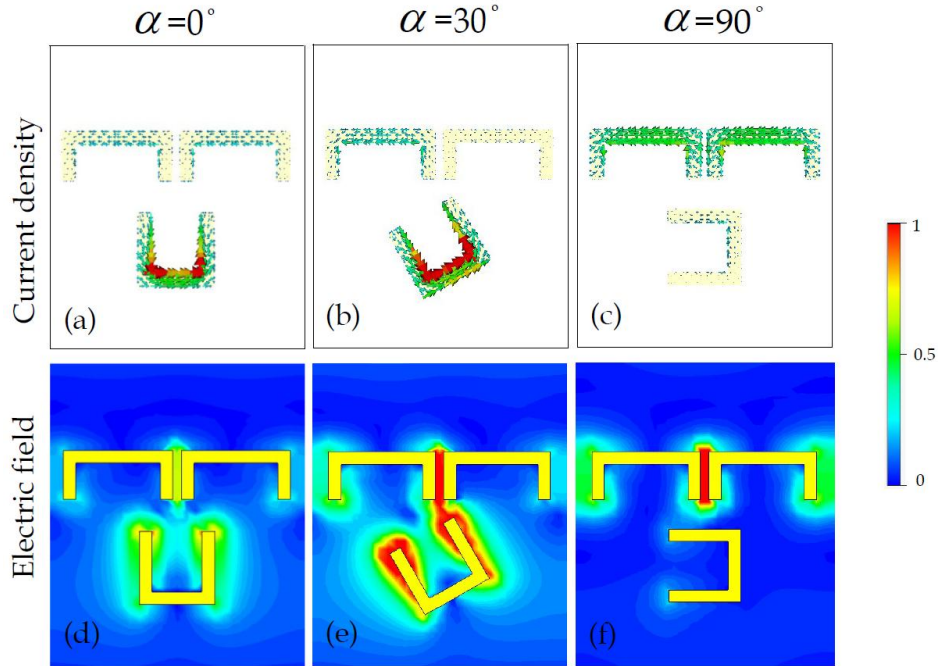 α=0°
α=30°
α=90°
Current density
(a)
(b)
(c)
1
0.5
0
Electric field
(d)
(e)
(f)